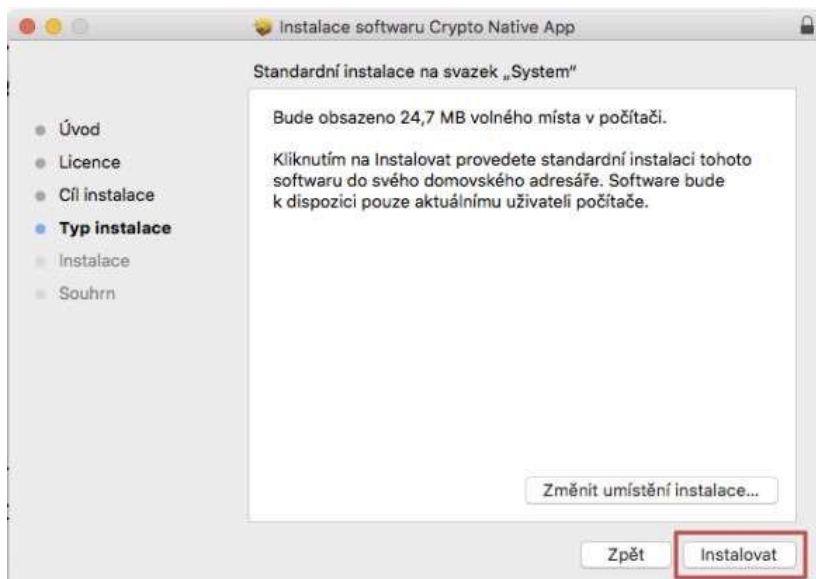 Instalace softwaru Crypto Native App
Standardní instalace na svazek „System“
Úvod
Licence
Cíl instalace
Typ instalace
Instalace
Souhrn
Bude obsazeno 24,7 MB volného místa v počítači.
Kliknutím na Instalovat provedete standardní instalaci tohoto
softwaru do svého domovského adresáře. Software bude
k dispozici pouze aktuálnímu uživateli počítače.
Změnit umístění instalace...
Zpět
Instalovat